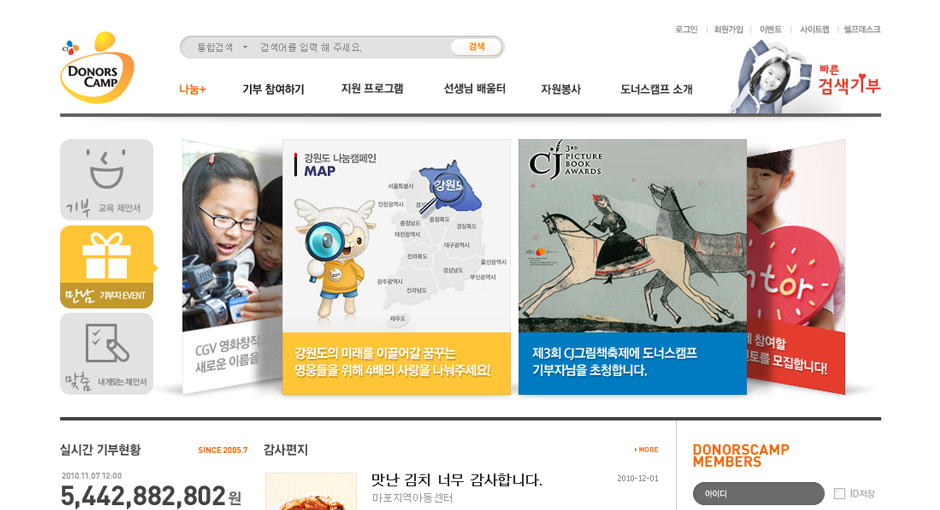 로그인 | 회원가입 | 이벤트 | 사이트맵 | 헬프데스크
CJ
DONORS
CAMP
통합검색
검색어를 입력 해 주세요.
검색
빠른
검색기부
나눔+
기부 참여하기
지원 프로그램
선생님 배움터
자원봉사
도너스캠프 소개
기부 교육 제안서
만남 기부자 EVENT
맞춤 내게맞는 제안서
CGV 영화창작
새로운 이름을
강원도 나눔캠페인
MAP
서울특별시
강원도
인천광역시
경기
충청남도
충청북도
대전광역시
경상북도
대구광역시
전라북도
울산광역시
경상남도
부산광역시
광주광역시
전라남도
제주도
강원도의 미래를 이끌어갈 꿈꾸는
영웅들을 위해 4배의 사랑을 나눠주세요!
CJ 3RD
PICTURE
BOOK
AWARDS
제3회 CJ그림책축제에 도너스캠프
기부자님을 초청합니다.
ntor
에 참여할
토를 모집합니다!
실시간 기부현황
SINCE 2005.7
2010.11.07 12:00
5,442,882,802 원
감사편지
MORE
맛난 김치 너무 감사합니다.
2010-12-01
마포지역아동센터
DONORSCAMP
MEMBERS
아이디
ID저장